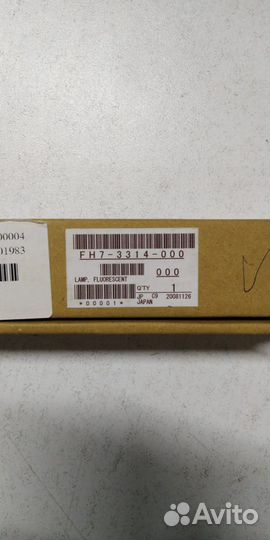 00004
01983
FH7-3314-000
000
LAMP, FLUORESCENT
Q'TY 1
JP C9 20081126
*00001* JAPAN
Avito